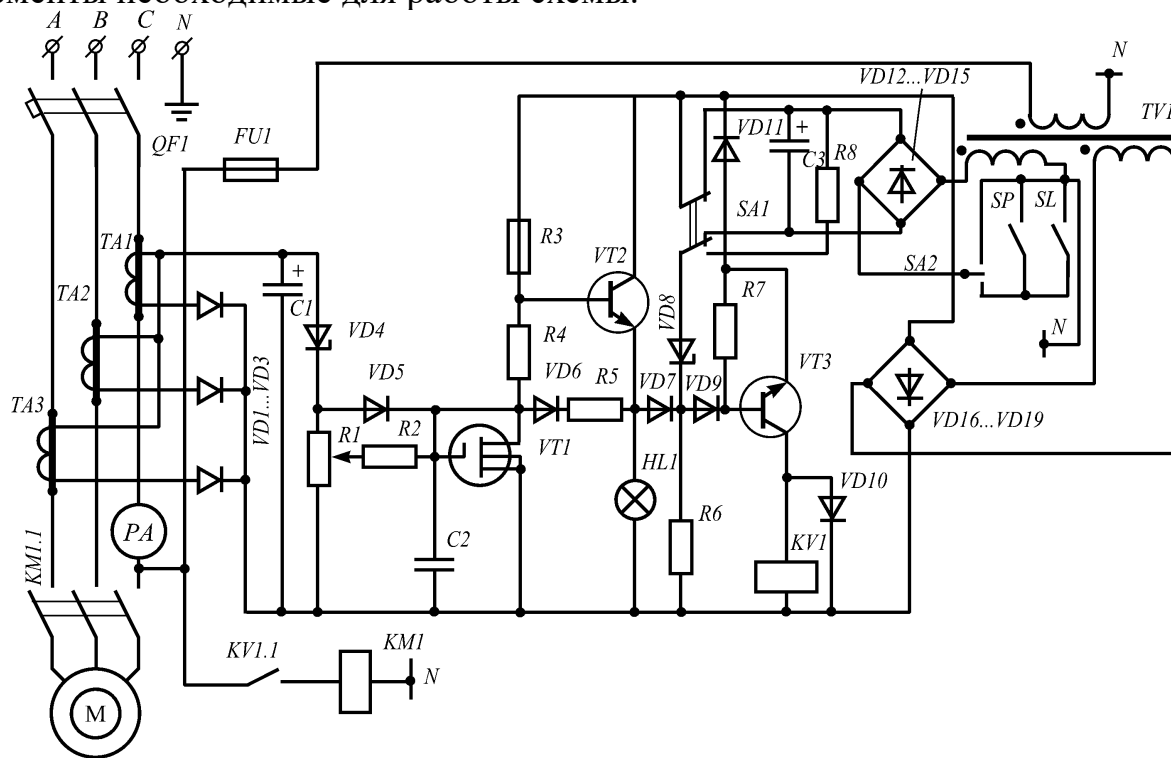 ементы необходимые для работы схемы.
A B C N
N
VD12...VD15
TV1
QF1
FU1
VD11
+
C3
R8
SA1
SP SL
TA1
R3
VT2
SA2
TA2
+
C1
VD4
R4
VD8
R7
N
VT3
TA3
VD1...VD3
VD5
VD6
R5
VD7
VD9
VD16...VD19
R1
R2
VT1
HL1
VD10
PA
C2
R6
KV1
KM1.1
KV1.1
KM1
N
М